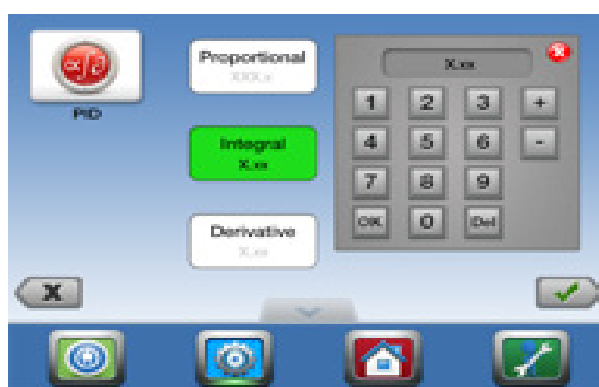 Proportional
XXX.x
X.xx
PID
1 2 3 +
Integral
X.xx
4 5 6 -
7 8 9
Derivative
X.xx
OK 0 Del
X